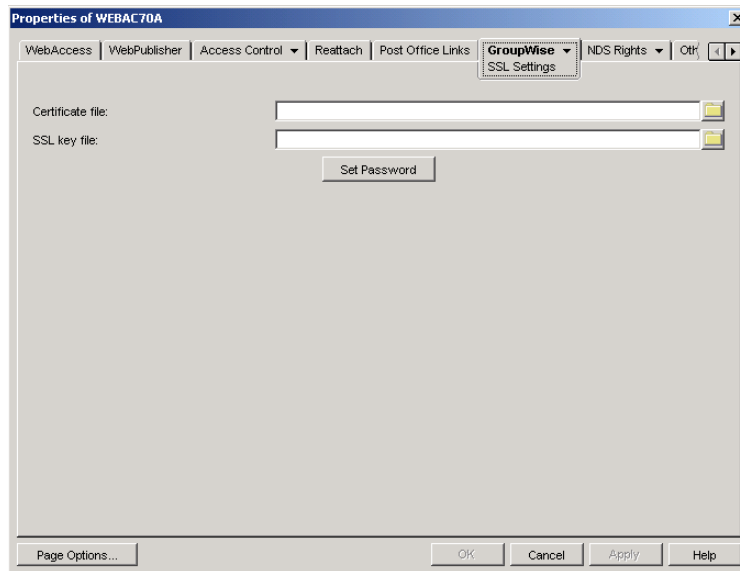 Properties of WEBAC70A
WebAccess WebPublisher Access Control Reattach Post Office Links GroupWise NDS Rights Oth
SSL Settings
Certificate file:
SSL key file:
Set Password
Page Options... OK Cancel Apply Help